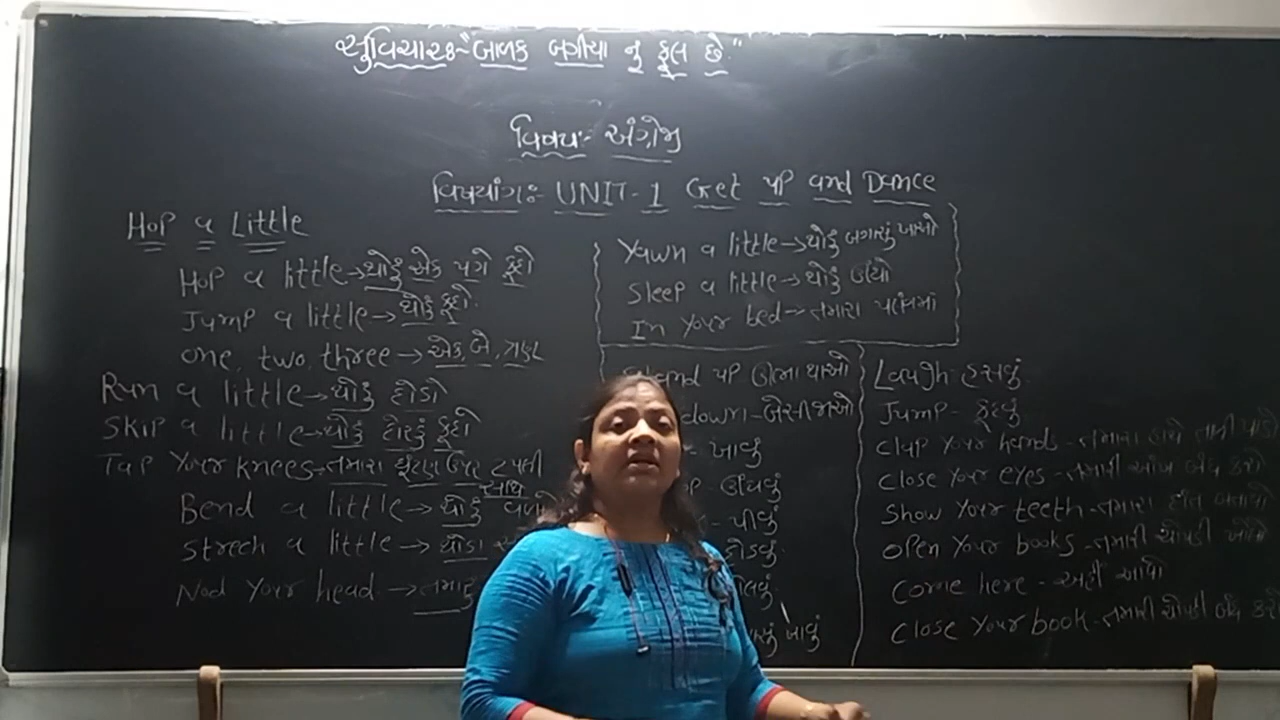 સુવિચારઃ- "બાળક બગીચા નુ ફૂલ છે"
વિષયઃ- અંગ્રેજી
વિષયાંગઃ- UNIT-1 Get up and Dance
Hop a Little
Hop a little→થોડું એક પગે કૂદો
Jump a little→થોડું કૂદો.
one, two, three→એક, બે, ત્રણ
Run a little→થોડું દોડો
Skip a little→થોડું દોરડું કૂદો
Tap Your knees-તમારા ઘૂંટણ ઉપર ટપલી
Bend a little→થોડું
Strech a little→થોડા
Nod Your head→તમારું
Yawn a little→થોડું બગાસું ખાઓ
Sleep a little→થોડું ઊંઘો
In Your bed→તમારા પલંગમાં
up ઊભા થાઓ
down-બેસીજાઓ
- ખાવું
- ઊંઘવું
- પીવું
ખાવું
Laugh-હસવું
Jump- કૂદવું
Clap Your hands-તમારા હાથે તાળી પાડો
Close Your eyes-તમારી આંખ બંધ કરો
Show Your teeth-તમારા દાંત બતાવો
Open Your books-તમારી ચોપડી ખોલો
Come here-અહીં આવો
Close Your book-તમારી ચોપડી બંધ કરો